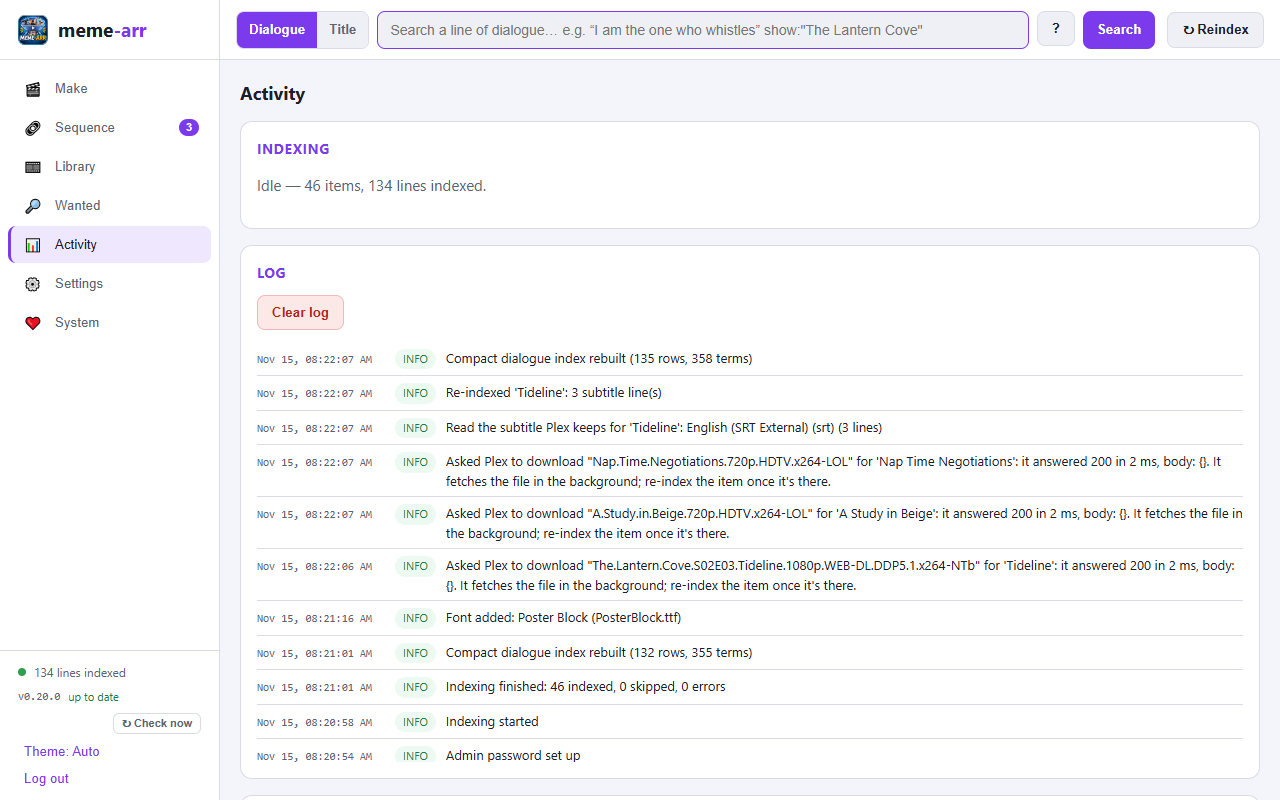 meme-arr
Dialogue
Title
Search a line of dialogue... e.g. “I am the one who whistles” show:"The Lantern Cove"
?
Search
↻ Reindex
Make
Sequence
3
Library
Wanted
Activity
Settings
System
Activity
INDEXING
Idle — 46 items, 134 lines indexed.
LOG
Clear log
Nov 15, 08:22:07 AM INFO Compact dialogue index rebuilt (135 rows, 358 terms)
Nov 15, 08:22:07 AM INFO Re-indexed 'Tideline': 3 subtitle line(s)
Nov 15, 08:22:07 AM INFO Read the subtitle Plex keeps for 'Tideline': English (SRT External) (srt) (3 lines)
Nov 15, 08:22:07 AM INFO Asked Plex to download "Nap.Time.Negotiations.720p.HDTV.x264-LOL" for 'Nap Time Negotiations': it answered 200 in 2 ms, body: {}. It
fetches the file in the background; re-index the item once it's there.
Nov 15, 08:22:07 AM INFO Asked Plex to download "A.Study.in.Beige.720p.HDTV.x264-LOL" for 'A Study in Beige': it answered 200 in 2 ms, body: {}. It fetches the file in
the background; re-index the item once it's there.
Nov 15, 08:22:06 AM INFO Asked Plex to download "The.Lantern.Cove.S02E03.Tideline.1080p.WEB-DL.DDP5.1.x264-NTb" for 'Tideline': it answered 200 in 2 ms, body:
{}. It fetches the file in the background; re-index the item once it's there.
Nov 15, 08:21:16 AM INFO Font added: Poster Block (PosterBlock.ttf)
Nov 15, 08:21:01 AM INFO Compact dialogue index rebuilt (132 rows, 355 terms)
Nov 15, 08:21:01 AM INFO Indexing finished: 46 indexed, 0 skipped, 0 errors
Nov 15, 08:20:58 AM INFO Indexing started
Nov 15, 08:20:54 AM INFO Admin password set up
134 lines indexed
v0.20.0 up to date
↻ Check now
Theme: Auto
Log out